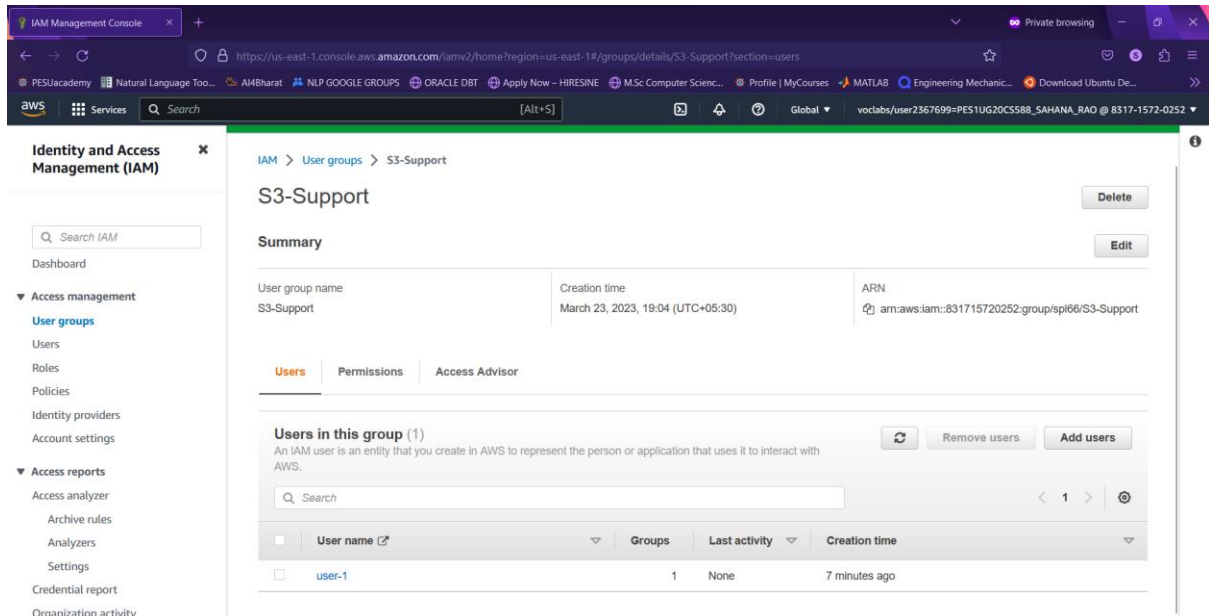 IAM Management Console
Private browsing
https://us-east-1.console.aws.amazon.com/iamv2/home?region=us-east-1#/groups/details/S3-Support?section=users
PESUacademy Natural Language Too... AI4Bharat NLP GOOGLE GROUPS ORACLE DBT Apply Now – HIRESINE M.Sc Computer Scienc... Profile | MyCourses MATLAB Engineering Mechanic... Download Ubuntu De...
aws Services Search [Alt+S] Global voclabs/user2367699=PES1UG20CS588_SAHANA_RAO @ 8317-1572-0252
Identity and Access
Management (IAM)
Search IAM
Dashboard
Access management
User groups
Users
Roles
Policies
Identity providers
Account settings
Access reports
Access analyzer
Archive rules
Analyzers
Settings
Credential report
Organization activity
IAM > User groups > S3-Support
S3-Support
Delete
Summary
Edit
User group name
S3-Support
Creation time
March 23, 2023, 19:04 (UTC+05:30)
ARN
arn:aws:iam::831715720252:group/spl66/S3-Support
Users Permissions Access Advisor
Users in this group (1)
An IAM user is an entity that you create in AWS to represent the person or application that uses it to interact with
AWS.
Remove users Add users
Search
1
User name Groups Last activity Creation time
user-1 1 None 7 minutes ago